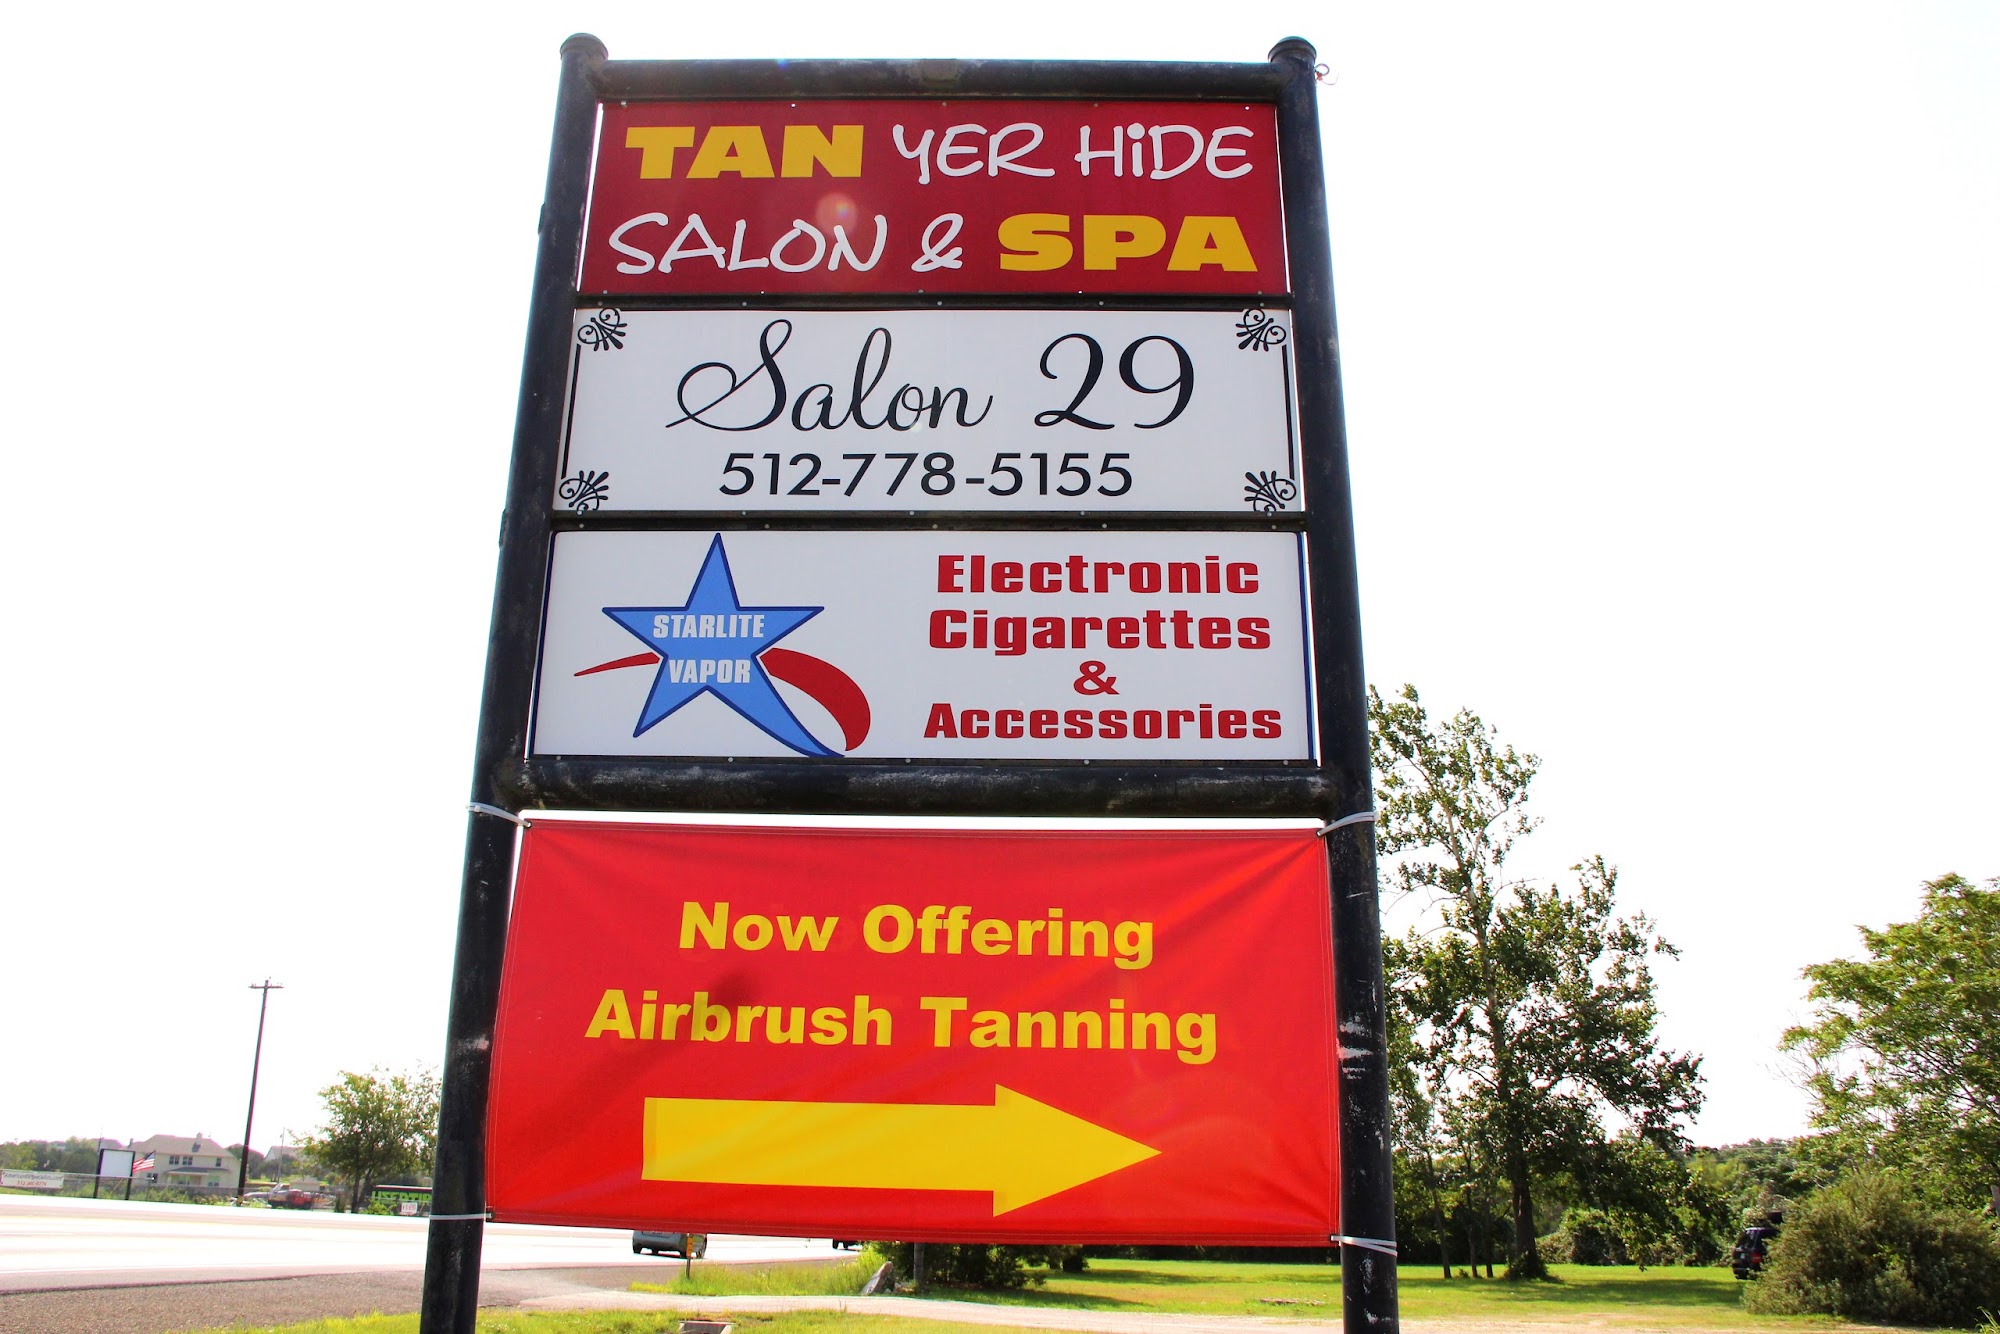 TAN YER HiDE
SALON & SPA
Salon 29
512-778-5155
STARLITE
VAPOR
Electronic
Cigarettes
&
Accessories
Now Offering
Airbrush Tanning